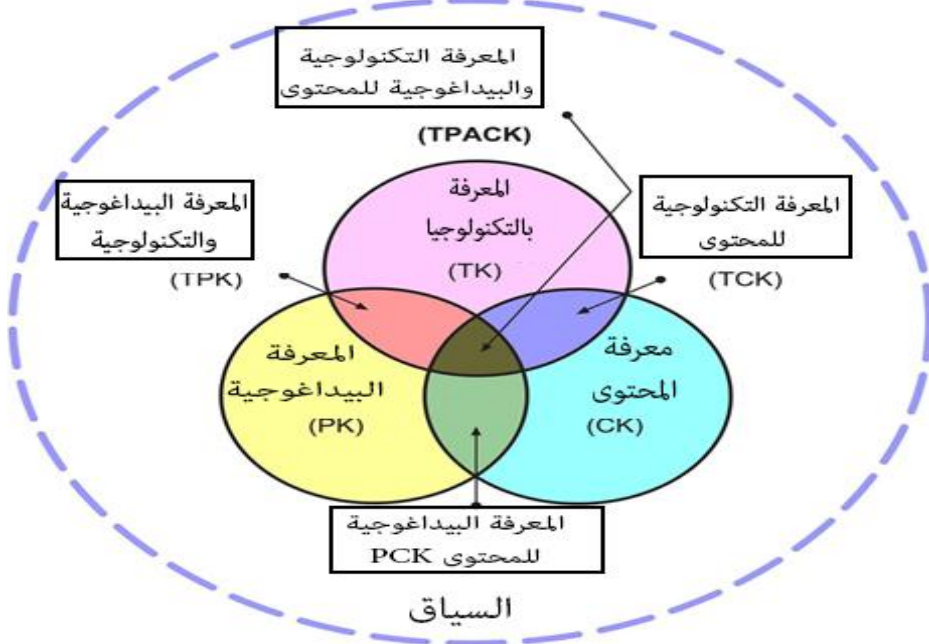 المعرفة التكنولوجية
والبيداغوجية للمحتوى
(TPACK)
المعرفة البيداغوجية
والتكنولوجية
(TPK)
المعرفة
بالتكنولوجيا
(TK)
المعرفة التكنولوجية
للمحتوى
(TCK)
المعرفة
البيداغوجية
(PK)
معرفة
المحتوى
(CK)
المعرفة البيداغوجية
للمحتوى PCK
السياق